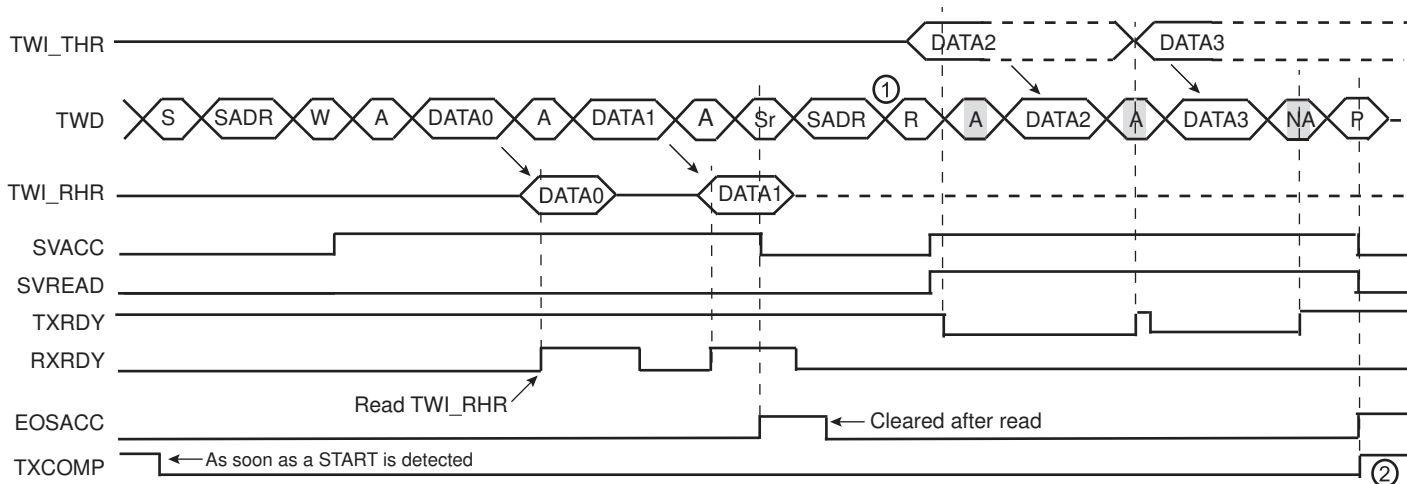 TWI_THR DATA2 DATA3
①
TWD S SADR W A DATA0 A DATA1 A Sr SADR R A DATA2 A DATA3 NA P
TWI_RHR DATA0 DATA1
SVACC
SVREAD
TXRDY
RXRDY
Read TWI_RHR
EOSACC Cleared after read
TXCOMP As soon as a START is detected ②